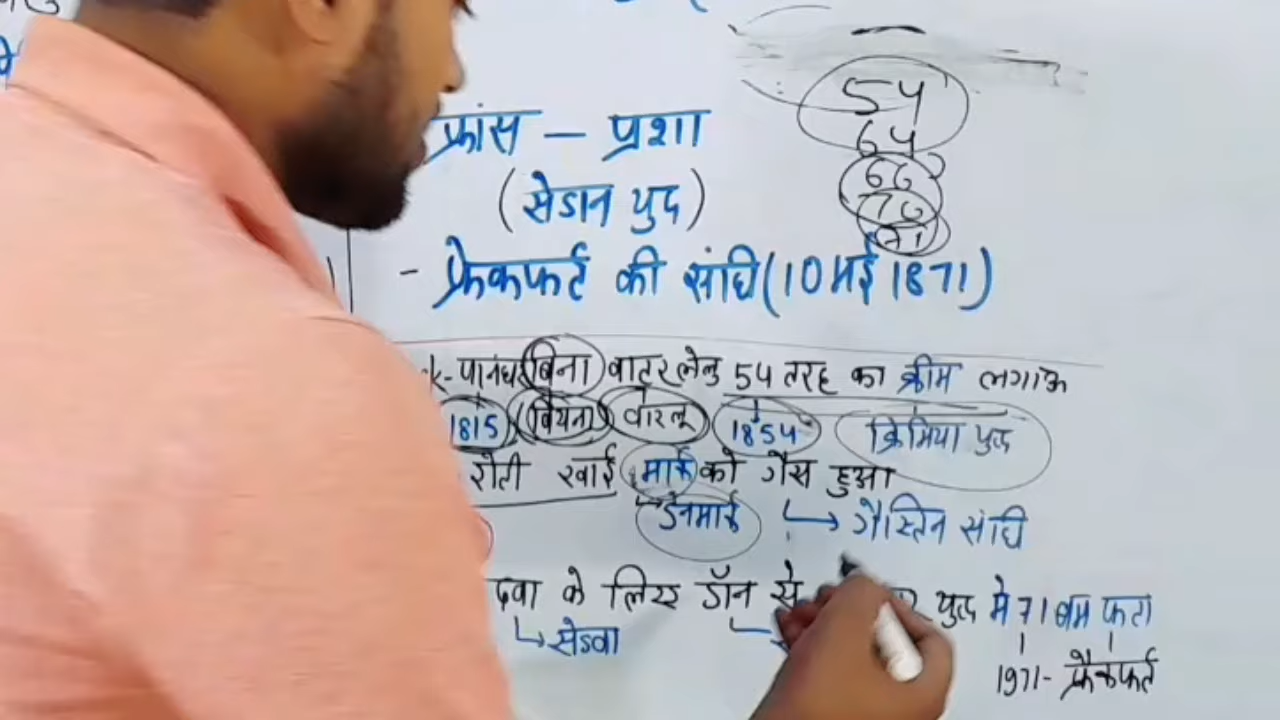 फ्रांस – प्रशा
(सेडान युद्ध)
- फ्रेकफर्ट की संधि (10 मई 1871)
54
64
66
70
71
बिना वाटरलेनु 54 तरह का क्रीम लगाऊ
1815 वियना वारलू 1854 क्रिमिया युद्ध
रोती खाई मार्क को गैस हुआ
डेनमार्क → गैस्टिन संधि
दवा के लिए डॉन से युद्ध मे 71 बम फटा
→ सेडवा
1971- फ्रैंकफर्ट